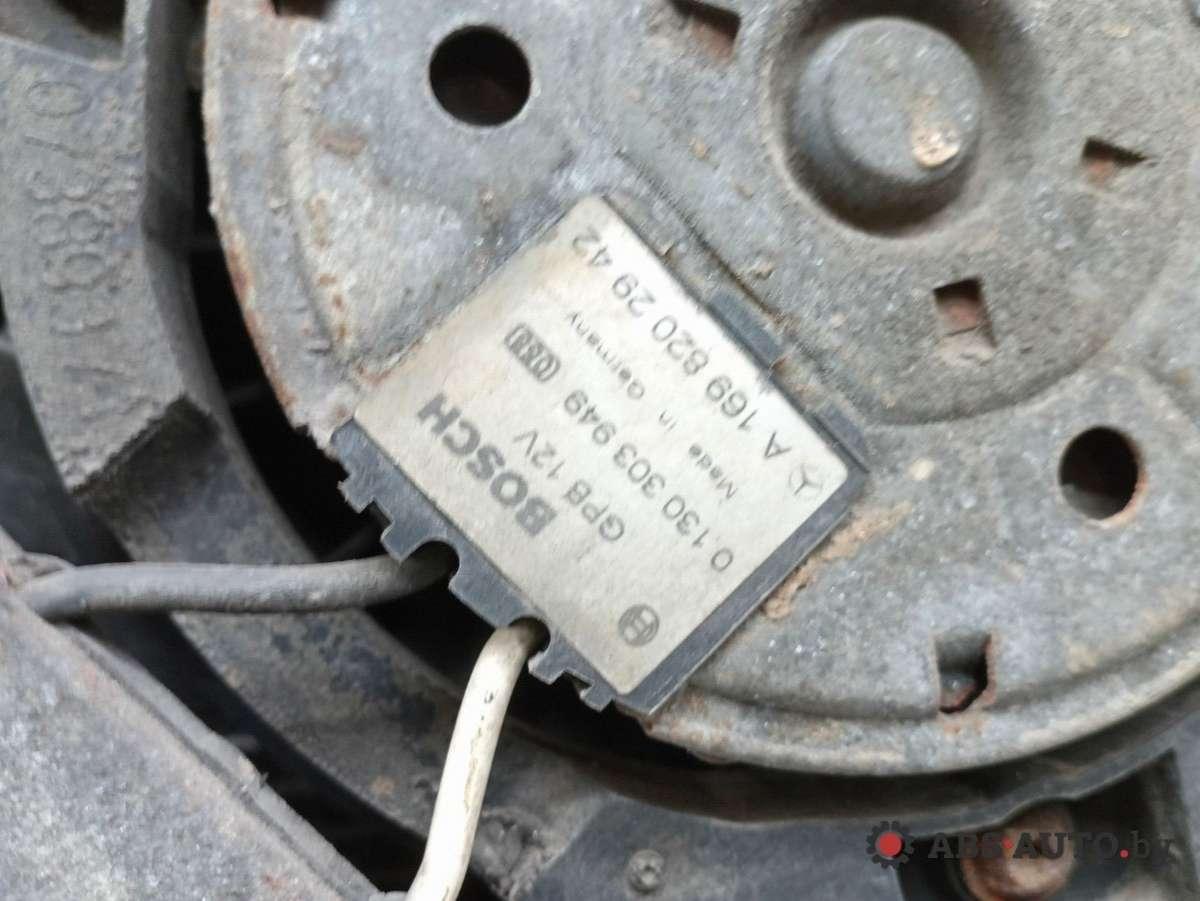 BOSCH
GPB 12V
0 130 303 949
Made in Germany
A 169 820 29 42
ABS-AUTO.by